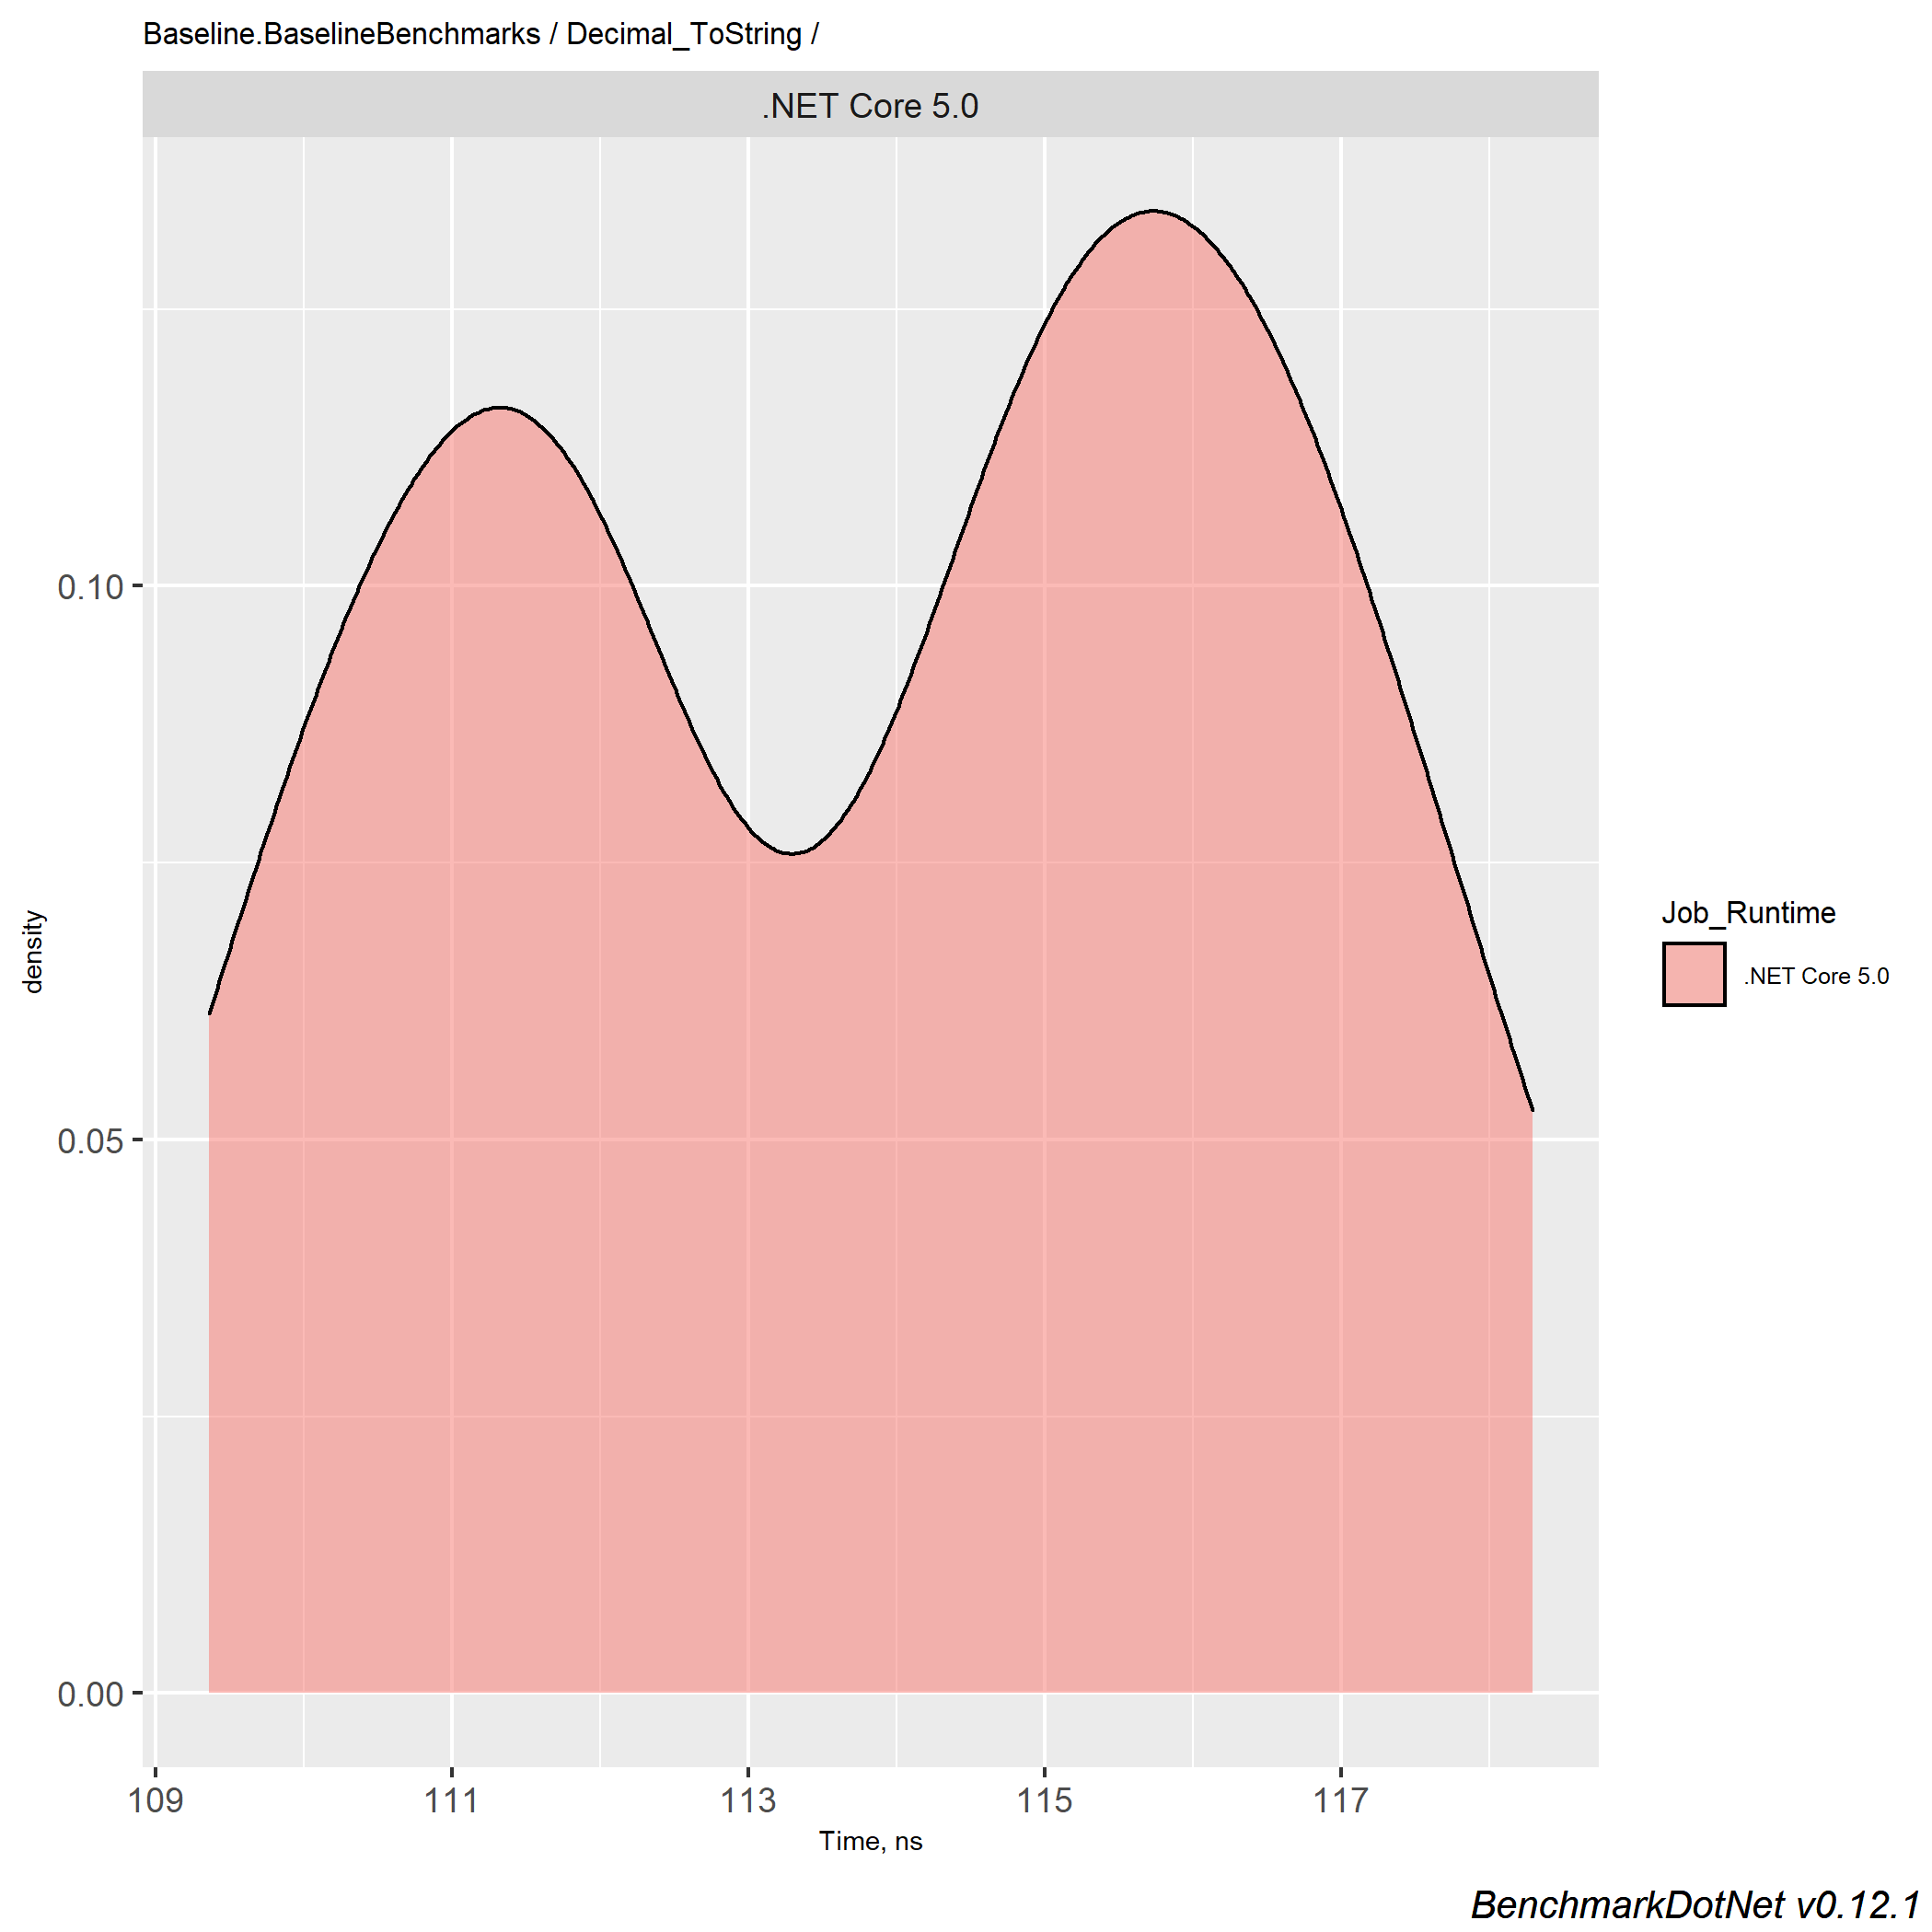 Baseline.BaselineBenchmarks / Decimal_ToString /
.NET Core 5.0
0.10
0.05
0.00
density
109 111 113 115 117
Time, ns
Job_Runtime
.NET Core 5.0
BenchmarkDotNet v0.12.1